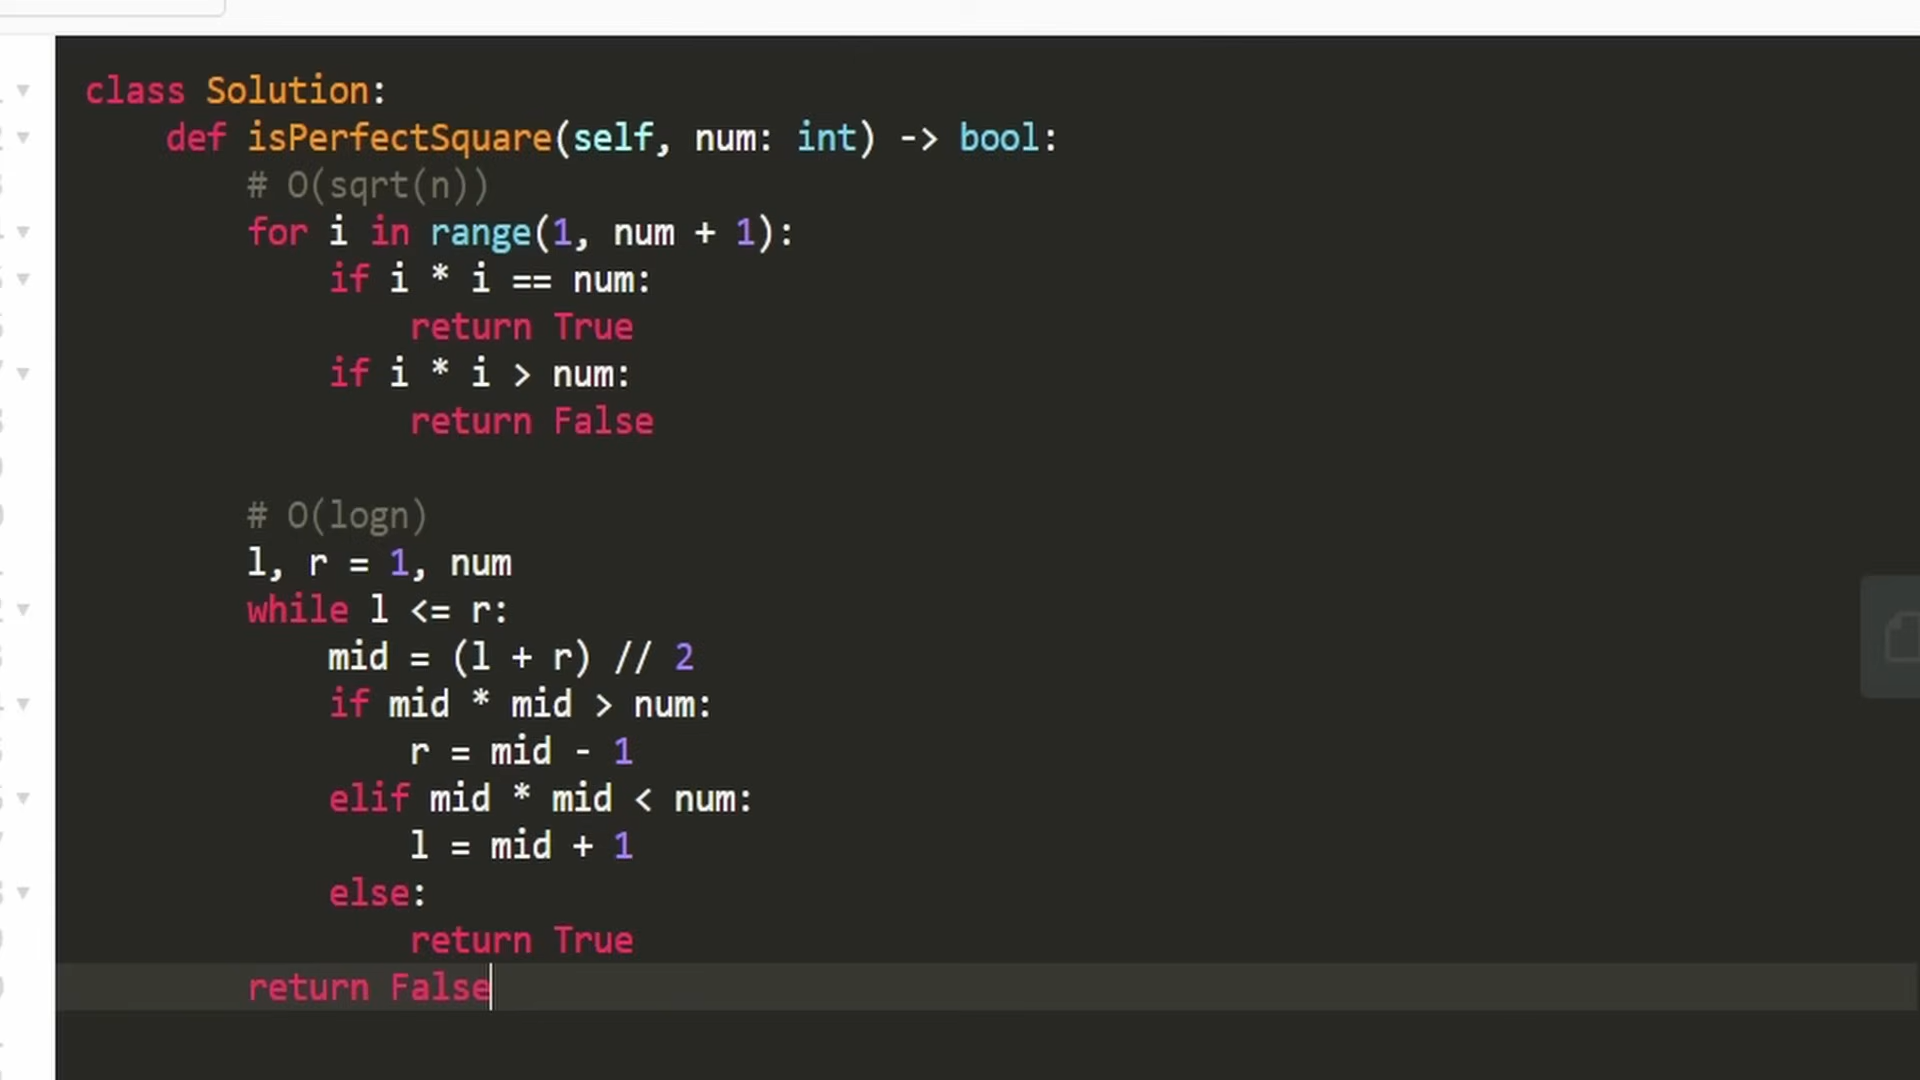 class Solution:
    def isPerfectSquare(self, num: int) -> bool:
        # O(sqrt(n))
        for i in range(1, num + 1):
            if i * i == num:
                return True
            if i * i > num:
                return False

        # O(logn)
        l, r = 1, num
        while l <= r:
            mid = (l + r) // 2
            if mid * mid > num:
                r = mid - 1
            elif mid * mid < num:
                l = mid + 1
            else:
                return True
        return False